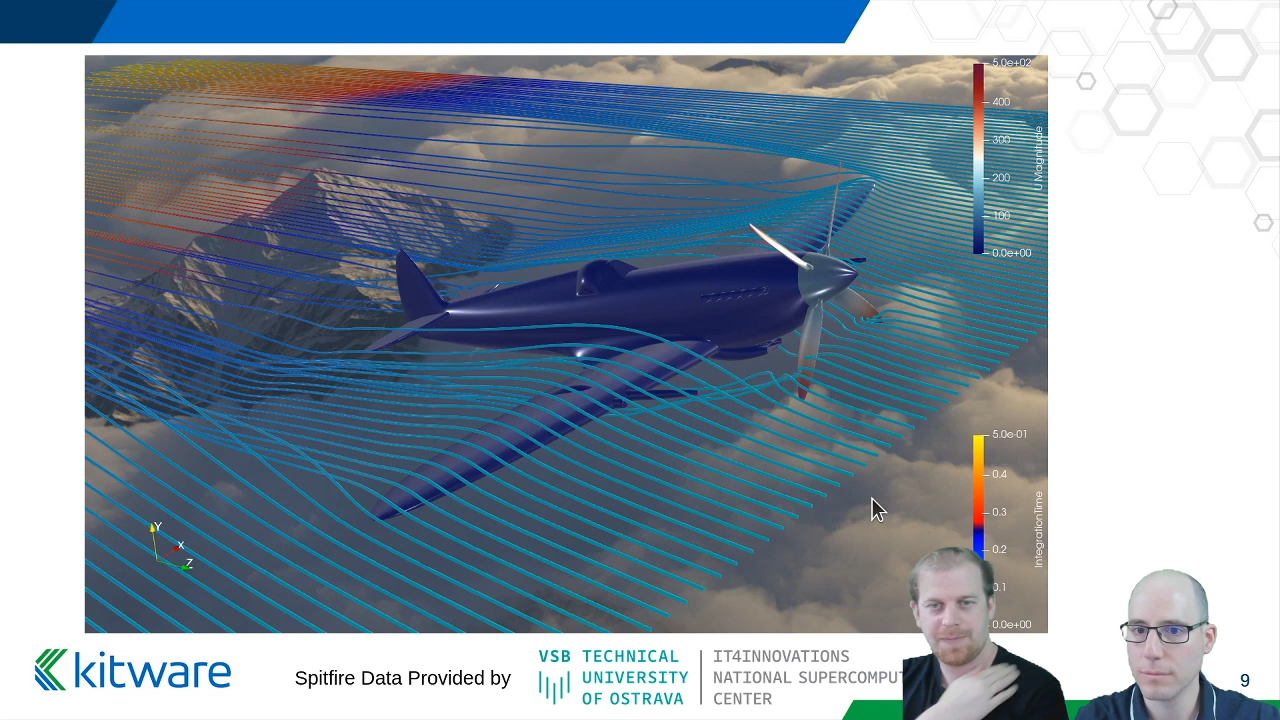 5.0e+02
400
300
200
100
0.0e+00
U Magnitude
5.0e-01
0.4
0.3
0.2
0.1
0.0e+00
IntegrationTime
Y
X
Z
kitware
Spitfire Data Provided by
VSB TECHNICAL
UNIVERSITY
OF OSTRAVA
IT4INNOVATIONS
NATIONAL SUPERCOMPUT
CENTER
9